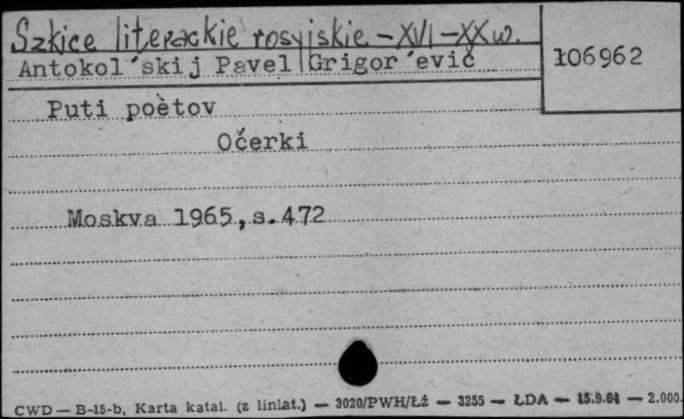 Szkice literackie rosyjskie - XVI - XX w.
Antokol´skij Pavel Grigor´evič
106962
Puti poètov
Očerki
Moskva 1965, s. 472
CWD — B-15-b, Karta katal. (z liniat.) — 3020/PWH/Łż — 3255 — ŁDA — 15.9.64 — 2.000.